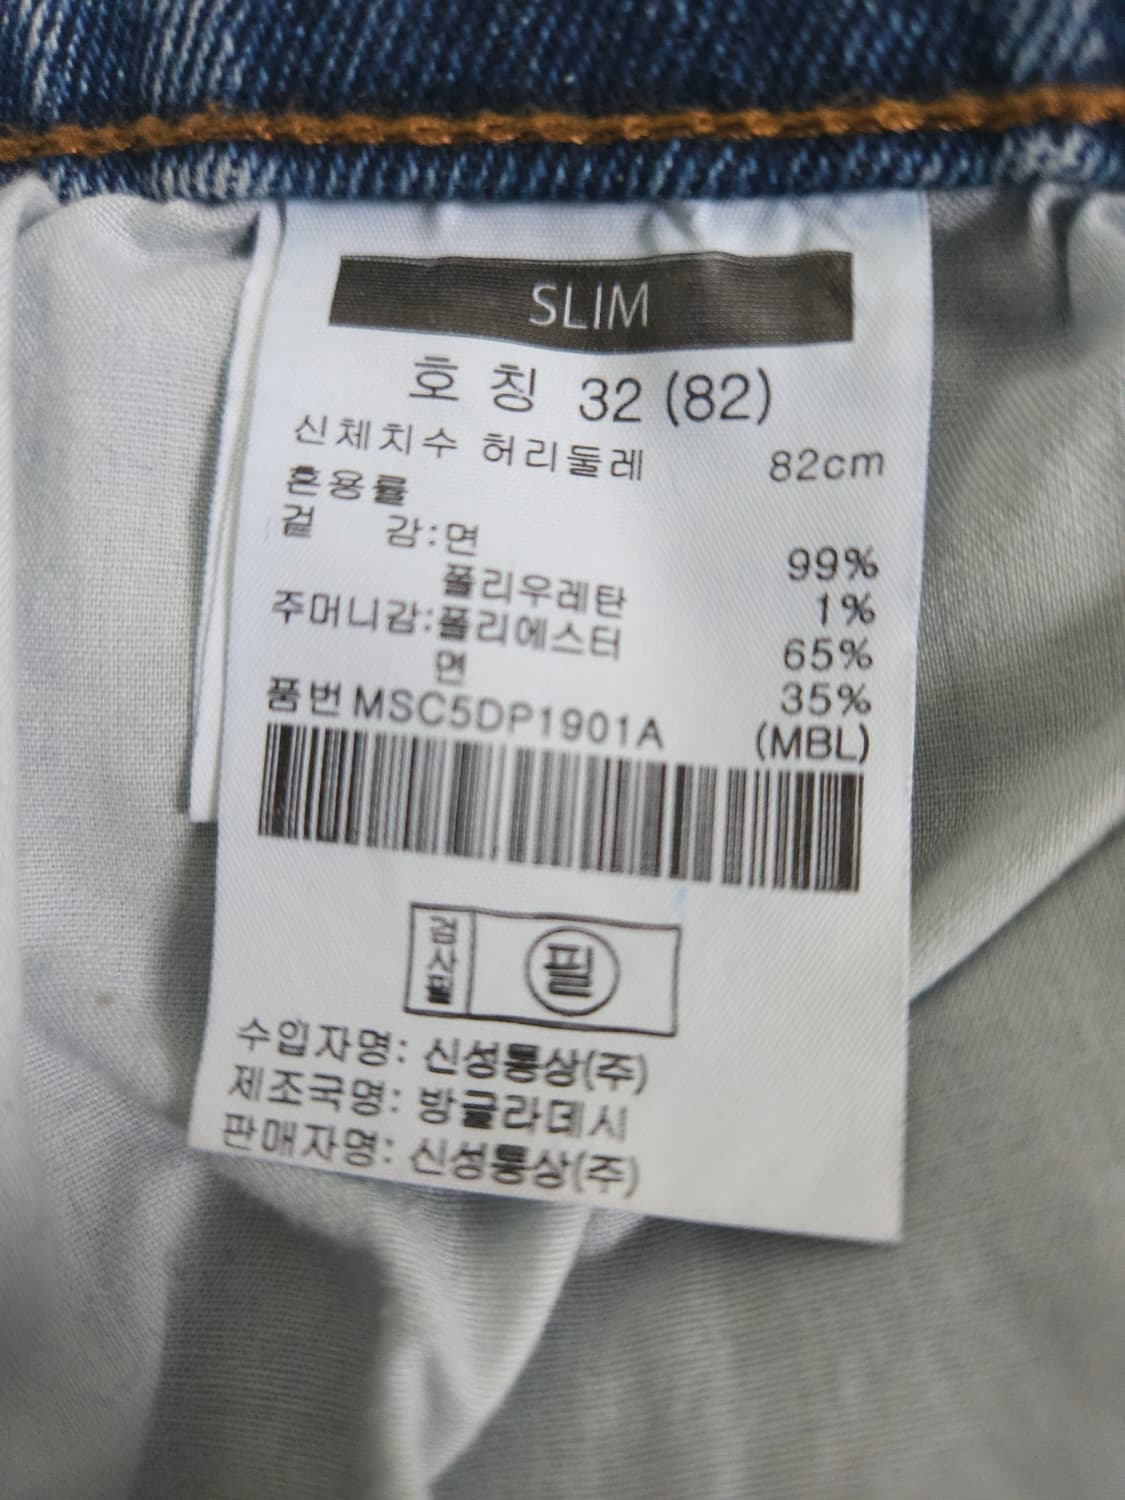 SLIM
호 칭 32 (82)
신체치수 허리둘레 82cm
혼용률
겉 감:면 99%
폴리우레탄 1%
주머니감:폴리에스터 65%
면 35%
품번 MSC5DP1901A (MBL)
검사필 필
수입자명: 신성통상(주)
제조국명: 방글라데시
판매자명: 신성통상(주)